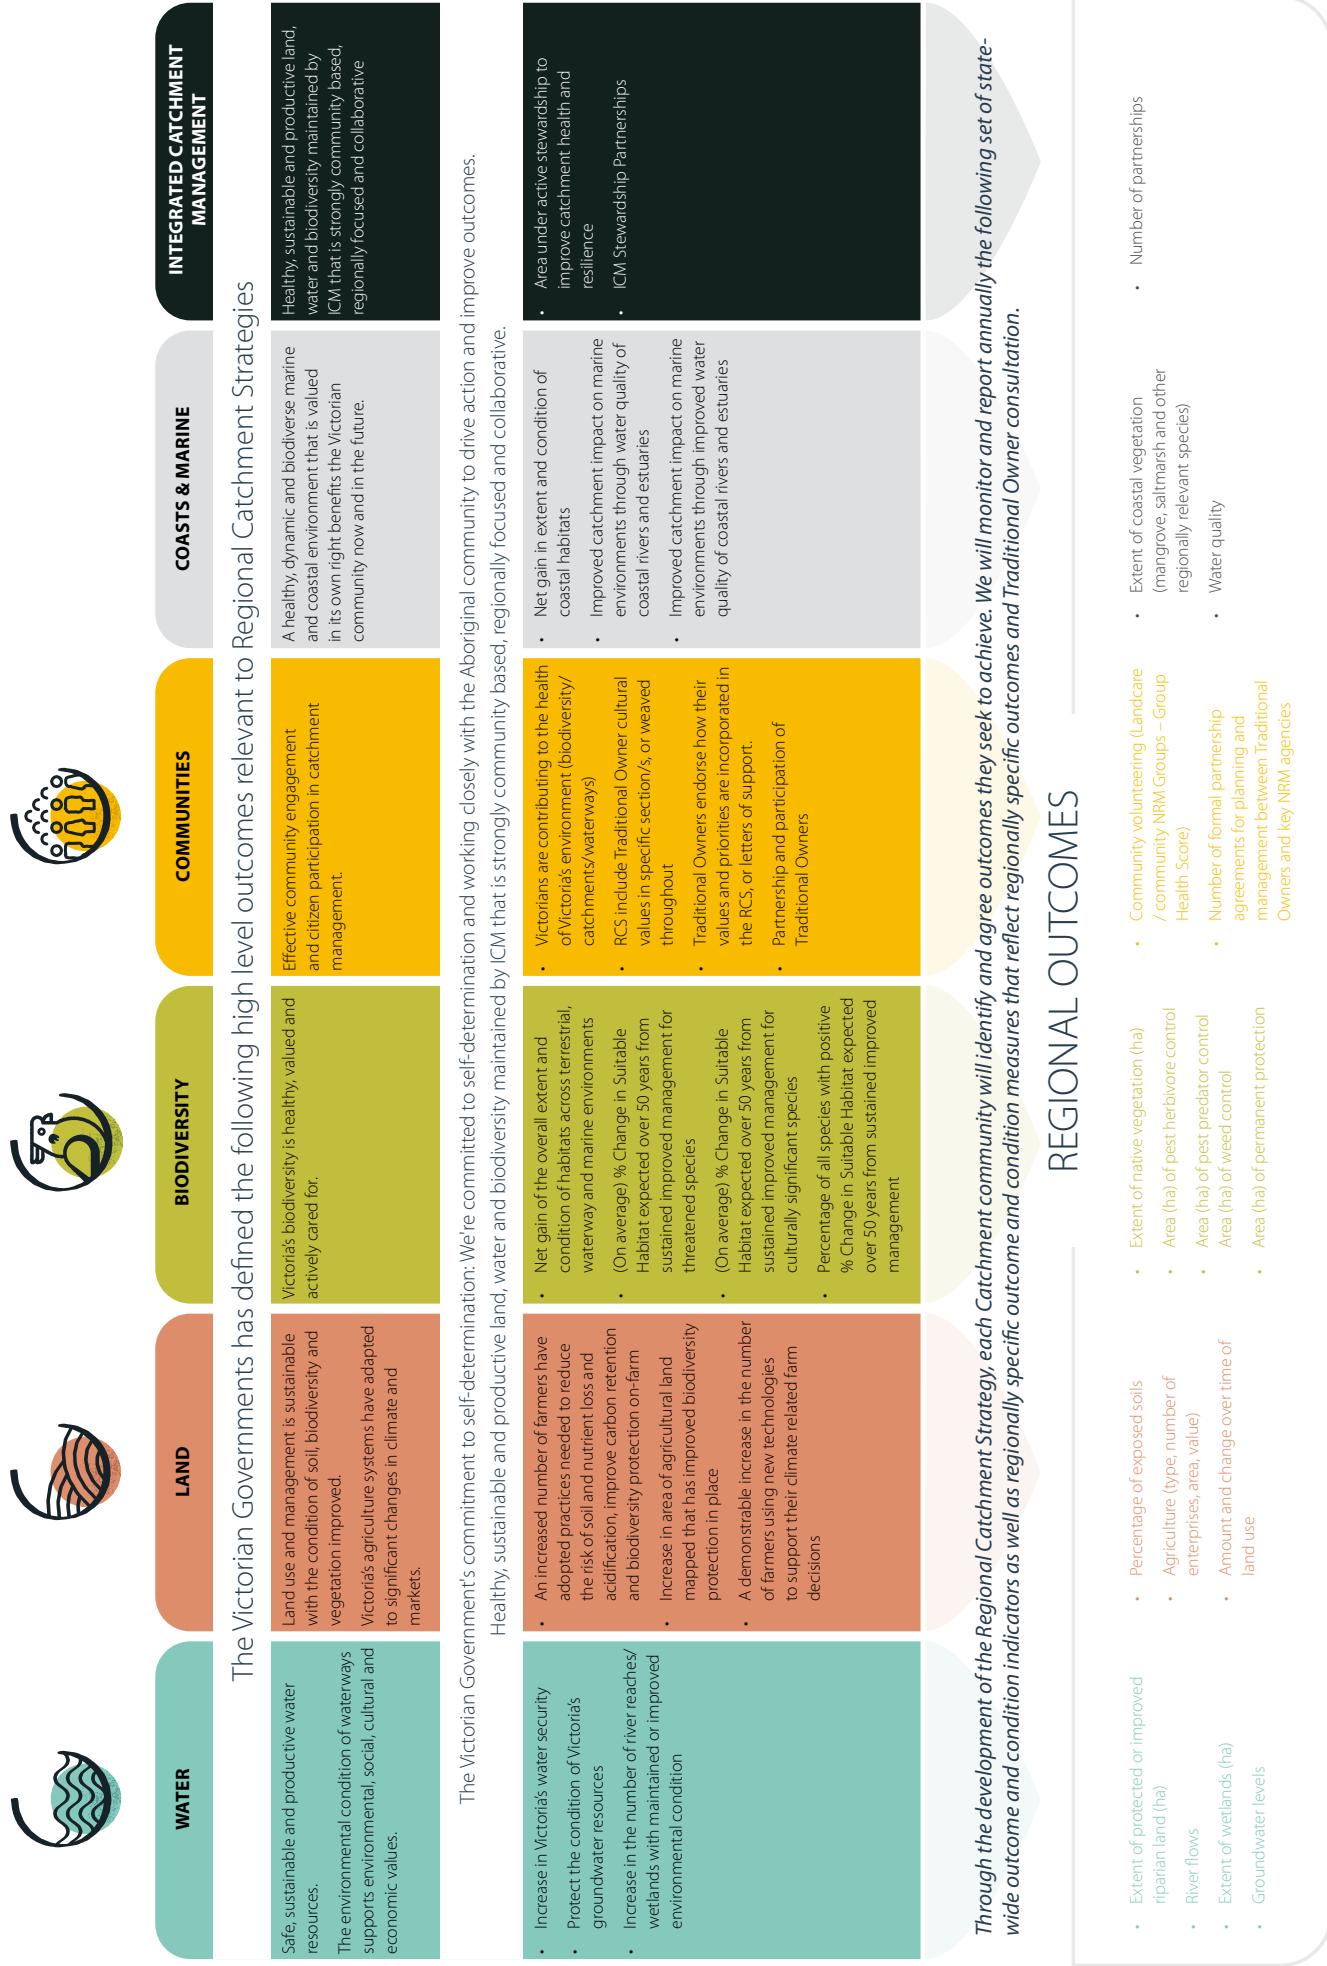 WATER
LAND
BIODIVERSITY
COMMUNITIES
COASTS & MARINE
INTEGRATED CATCHMENT
MANAGEMENT
The Victorian Governments has defined the following high level outcomes relevant to Regional Catchment Strategies
Safe, sustainable and productive water
resources.
The environmental condition of waterways
supports environmental, social, cultural and
economic values.
Land use and management is sustainable
with the condition of soil, biodiversity and
vegetation improved.
Victoria's agriculture systems have adapted
to significant changes in climate and
markets.
Victoria's biodiversity is healthy, valued and
actively cared for.
Effective community engagement
and citizen participation in catchment
management.
A healthy, dynamic and biodiverse marine
and coastal environment that is valued
in its own right benefits the Victorian
community now and in the future.
Healthy, sustainable and productive land,
water and biodiversity maintained by
ICM that is strongly community based,
regionally focused and collaborative
The Victorian Government's commitment to self-determination: We're committed to self-determination and working closely with the Aboriginal community to drive action and improve outcomes.
Healthy, sustainable and productive land, water and biodiversity maintained by ICM that is strongly community based, regionally focused and collaborative.
• Increase in Victoria's water security
• Protect the condition of Victoria's
groundwater resources
• Increase in the number of river reaches/
wetlands with maintained or improved
environmental condition
• An increased number of farmers have
adopted practices needed to reduce
the risk of soil and nutrient loss and
acidification, improve carbon retention
and biodiversity protection on-farm
• Increase in area of agricultural land
mapped that has improved biodiversity
protection in place
• A demonstrable increase in the number
of farmers using new technologies
to support their climate related farm
decisions
• Net gain of the overall extent and
condition of habitats across terrestrial,
waterway and marine environments
• (On average) % Change in Suitable
Habitat expected over 50 years from
sustained improved management for
threatened species
• (On average) % Change in Suitable
Habitat expected over 50 years from
sustained improved management for
culturally significant species
• Percentage of all species with positive
% Change in Suitable Habitat expected
over 50 years from sustained improved
management
• Victorians are contributing to the health
of Victoria's environment (biodiversity/
catchments/waterways)
• RCS include Traditional Owner cultural
values in specific section/s, or weaved
throughout
• Traditional Owners endorse how their
values and priorities are incorporated in
the RCS, or letters of support.
• Partnership and participation of
Traditional Owners
• Net gain in extent and condition of
coastal habitats
• Improved catchment impact on marine
environments through water quality of
coastal rivers and estuaries
• Improved catchment impact on marine
environments through improved water
quality of coastal rivers and estuaries
• Area under active stewardship to
improve catchment health and
resilience
• ICM Stewardship Partnerships
Through the development of the Regional Catchment Strategy, each Catchment community will identify and agree outcomes they seek to achieve. We will monitor and report annually the following set of state-
wide outcome and condition indicators as well as regionally specific outcome and condition measures that reflect regionally specific outcomes and Traditional Owner consultation.
REGIONAL OUTCOMES
• Extent of protected or improved
riparian land (ha)
• River flows
• Extent of wetlands (ha)
• Groundwater levels
• Percentage of exposed soils
• Agriculture (type, number of
enterprises, area, value)
• Amount and change over time of
land use
• Extent of native vegetation (ha)
• Area (ha) of pest herbivore control
• Area (ha) of pest predator control
• Area (ha) of weed control
• Area (ha) of permanent protection
• Community volunteering (Landcare
/ community NRM Groups – Group
Health Score)
• Number of formal partnership
agreements for planning and
management between Traditional
Owners and key NRM agencies
• Extent of coastal vegetation
(mangrove, saltmarsh and other
regionally relevant species)
• Water quality
• Number of partnerships